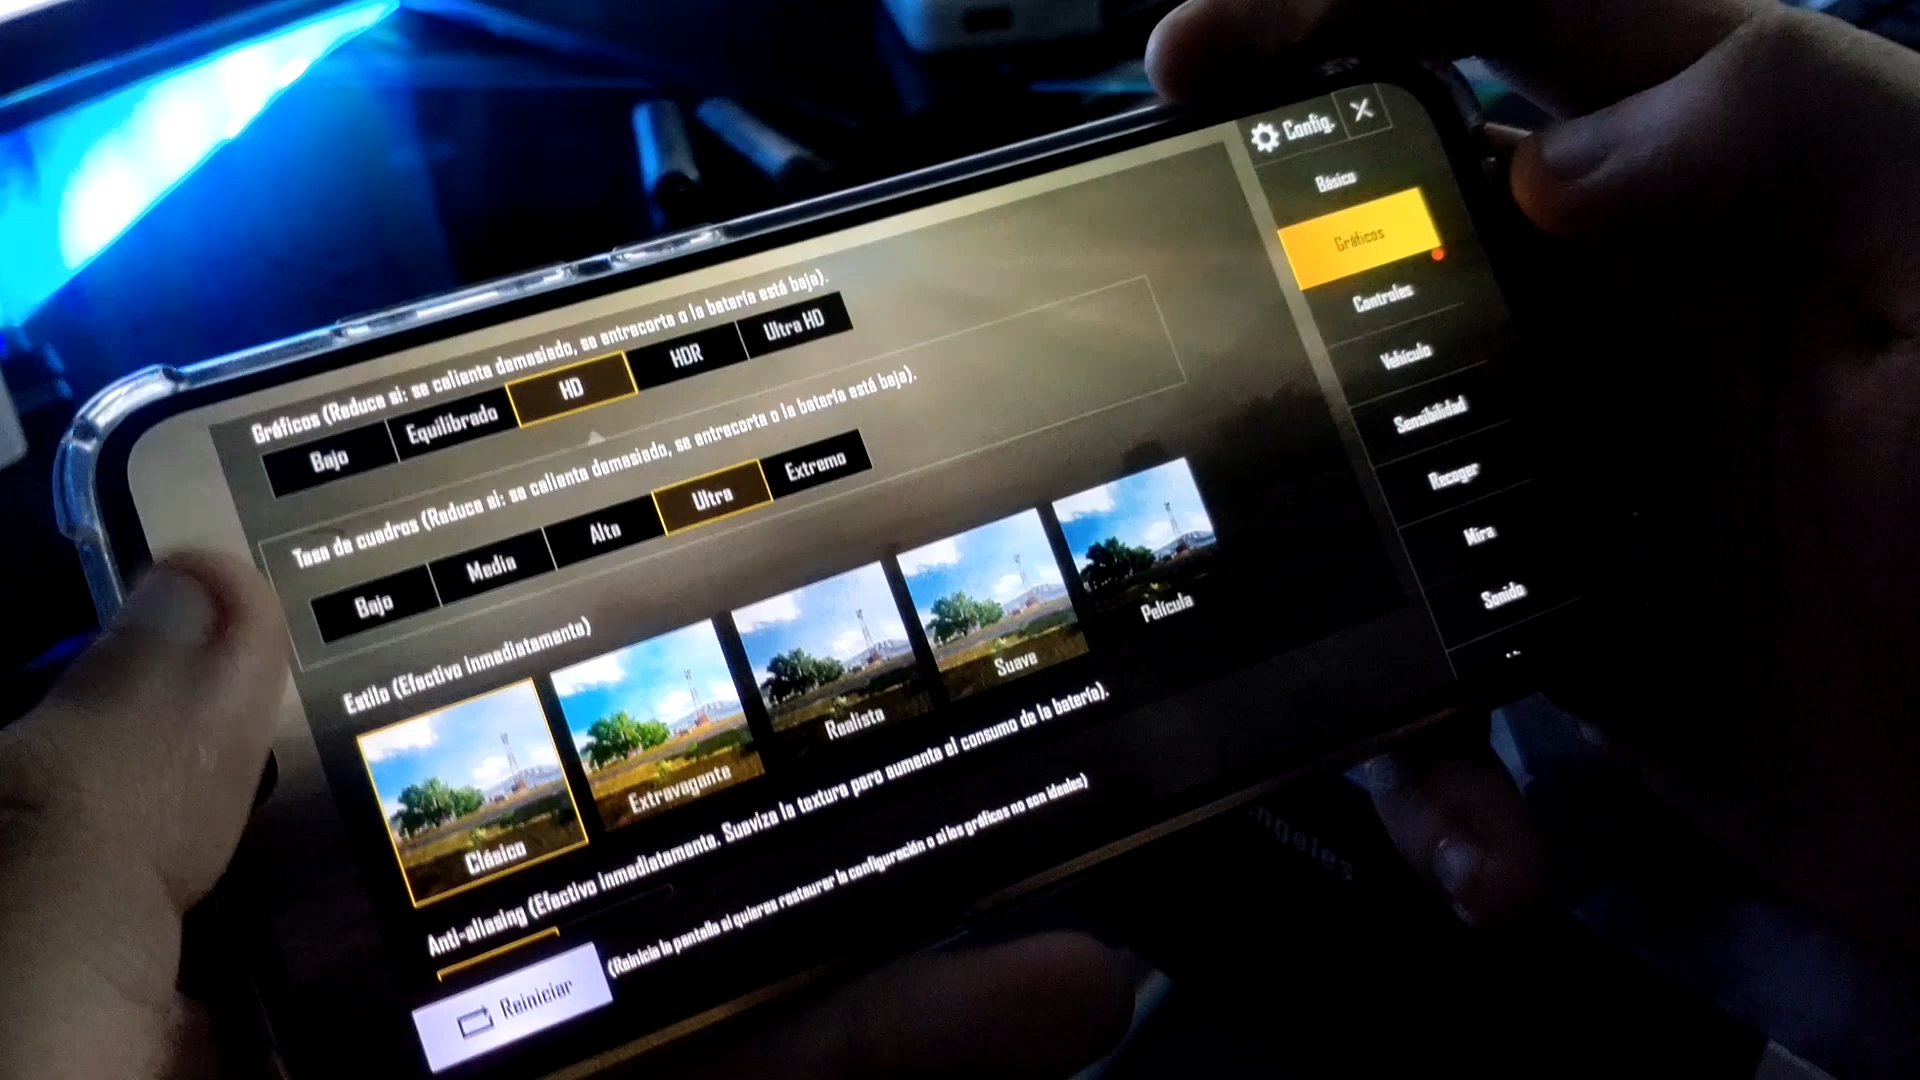 Config.
Básico
Gráficos
Controles
Vehículo
Sensibilidad
Recoger
Mira
Sonido
Gráficos (Reduce si: se calienta demasiado, se entrecorta o la batería está baja).
Bajo
Equilibrado
HD
HDR
Ultra HD
Tasa de cuadros (Reduce si: se calienta demasiado, se entrecorta o la batería está baja).
Bajo
Media
Alta
Ultra
Extremo
Estilo (Efectivo Inmediatamente)
Clásico
Extravagante
Realista
Suave
Película
Anti-aliasing (Efectivo Inmediatamente. Suaviza la textura pero aumenta el consumo de la batería).
Reiniciar
(Reinicia la pantalla si quieres restaurar la configuración o si los gráficos no son ideales)
ngeles